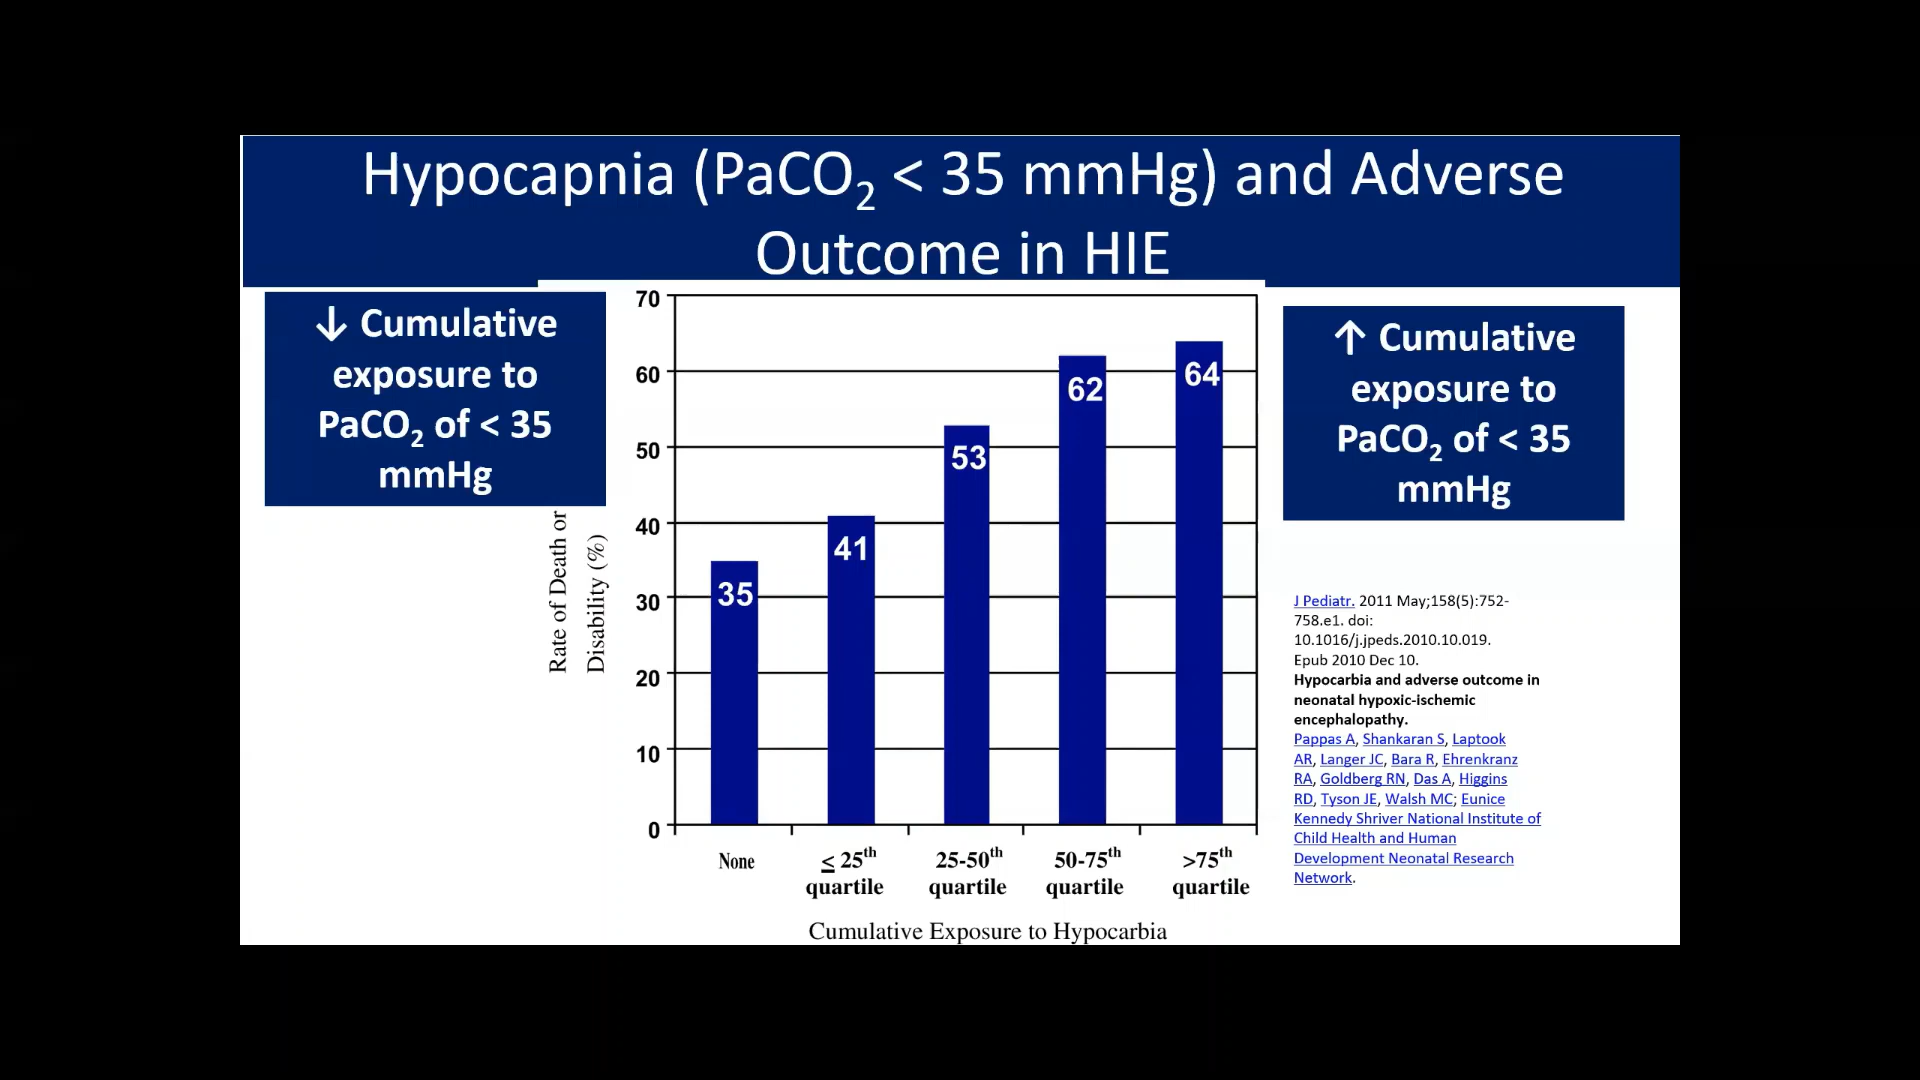 Hypocapnia (PaCO₂ < 35 mmHg) and Adverse
Outcome in HIE
↓ Cumulative
exposure to
PaCO₂ of < 35
mmHg
70
60
50
40
30
20
10
0
Rate of Death or
Disability (%)
35
41
53
62
64
None
≤ 25th
quartile
25-50th
quartile
50-75th
quartile
>75th
quartile
Cumulative Exposure to Hypocarbia
↑ Cumulative
exposure to
PaCO₂ of < 35
mmHg
J Pediatr. 2011 May;158(5):752-
758.e1. doi:
10.1016/j.jpeds.2010.10.019.
Epub 2010 Dec 10.
Hypocarbia and adverse outcome in
neonatal hypoxic-ischemic
encephalopathy.
Pappas A, Shankaran S, Laptook
AR, Langer JC, Bara R, Ehrenkranz
RA, Goldberg RN, Das A, Higgins
RD, Tyson JE, Walsh MC; Eunice
Kennedy Shriver National Institute of
Child Health and Human
Development Neonatal Research
Network.